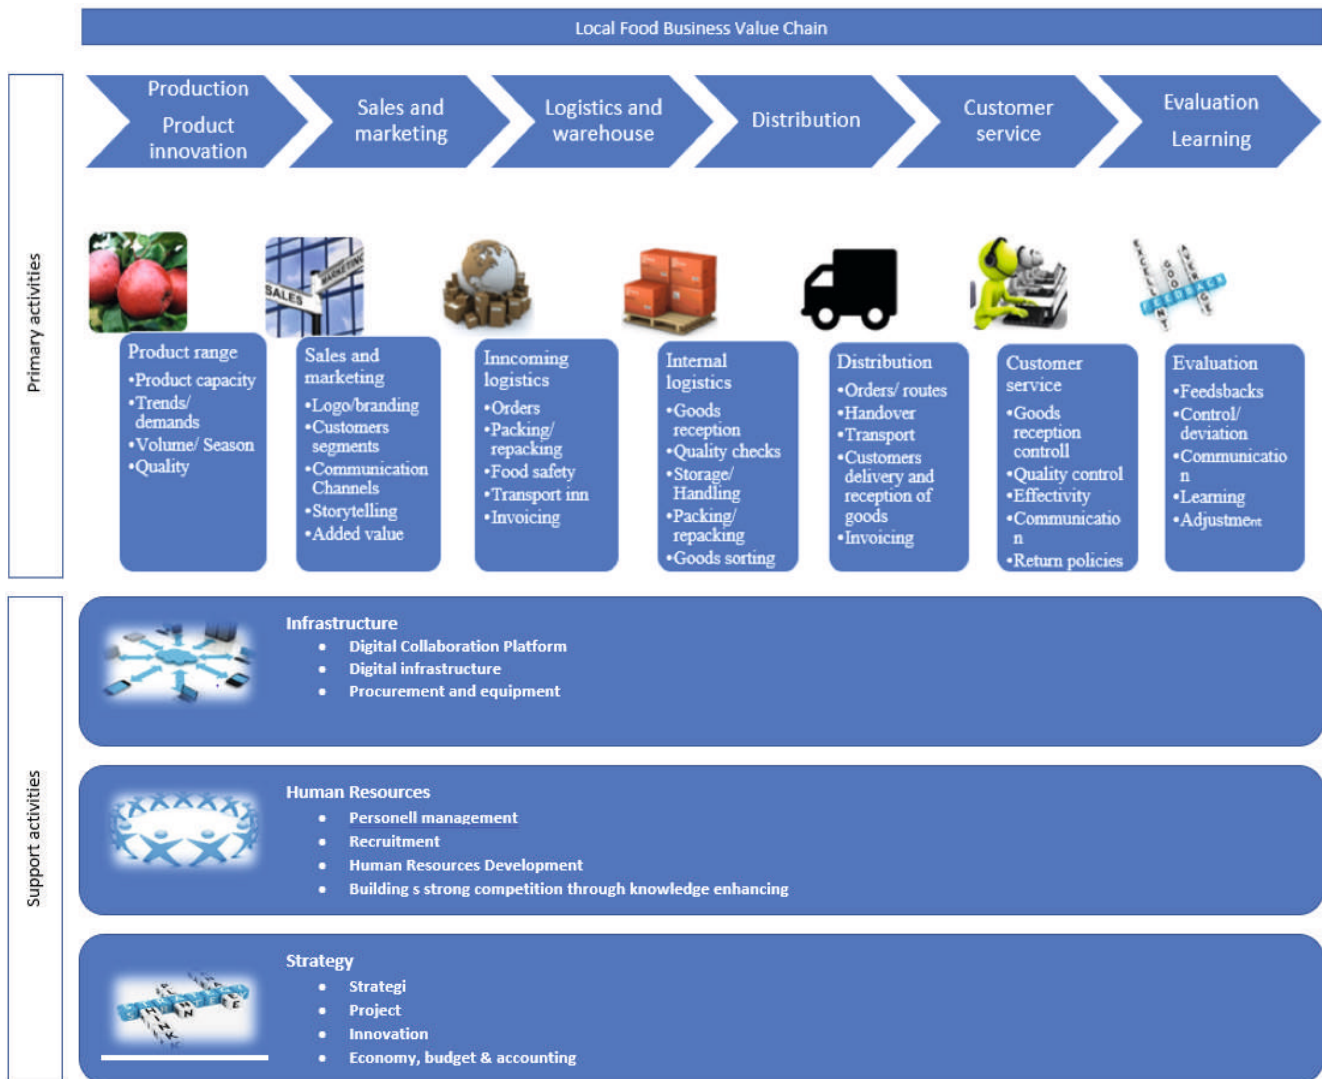 Local Food Business Value Chain
Primary activities
Production
Product
innovation
Sales and
marketing
Logistics and
warehouse
Distribution
Customer
service
Evaluation
Learning
SALES
MARKETING
FEEDBACK
EXCELLENT
GOOD
AVERAGE
Product range
•Product capacity
•Trends/
demands
•Volume/ Season
•Quality
Sales and
marketing
•Logo/branding
•Customers
segments
•Communication
Channels
•Storytelling
•Added value
Inncoming
logistics
•Orders
•Packing/
repacking
•Food safety
•Transport inn
•Invoicing
Internal
logistics
•Goods
reception
•Quality checks
•Storage/
Handling
•Packing/
repacking
•Goods sorting
Distribution
•Orders/ routes
•Handover
•Transport
•Customers
delivery and
reception of
goods
•Invoicing
Customer
service
•Goods
reception
controll
•Quality control
•Effectivity
•Communicatio
n
•Return policies
Evaluation
•Feedsbacks
•Control/
deviation
•Communicatio
n
•Learning
•Adjustment
Support activities
Infrastructure
• Digital Collaboration Platform
• Digital infrastructure
• Procurement and equipment
Human Resources
• Personell management
• Recruitment
• Human Resources Development
• Building s strong competition through knowledge enhancing
Strategy
• Strategi
• Project
• Innovation
• Economy, budget & accounting
THINK